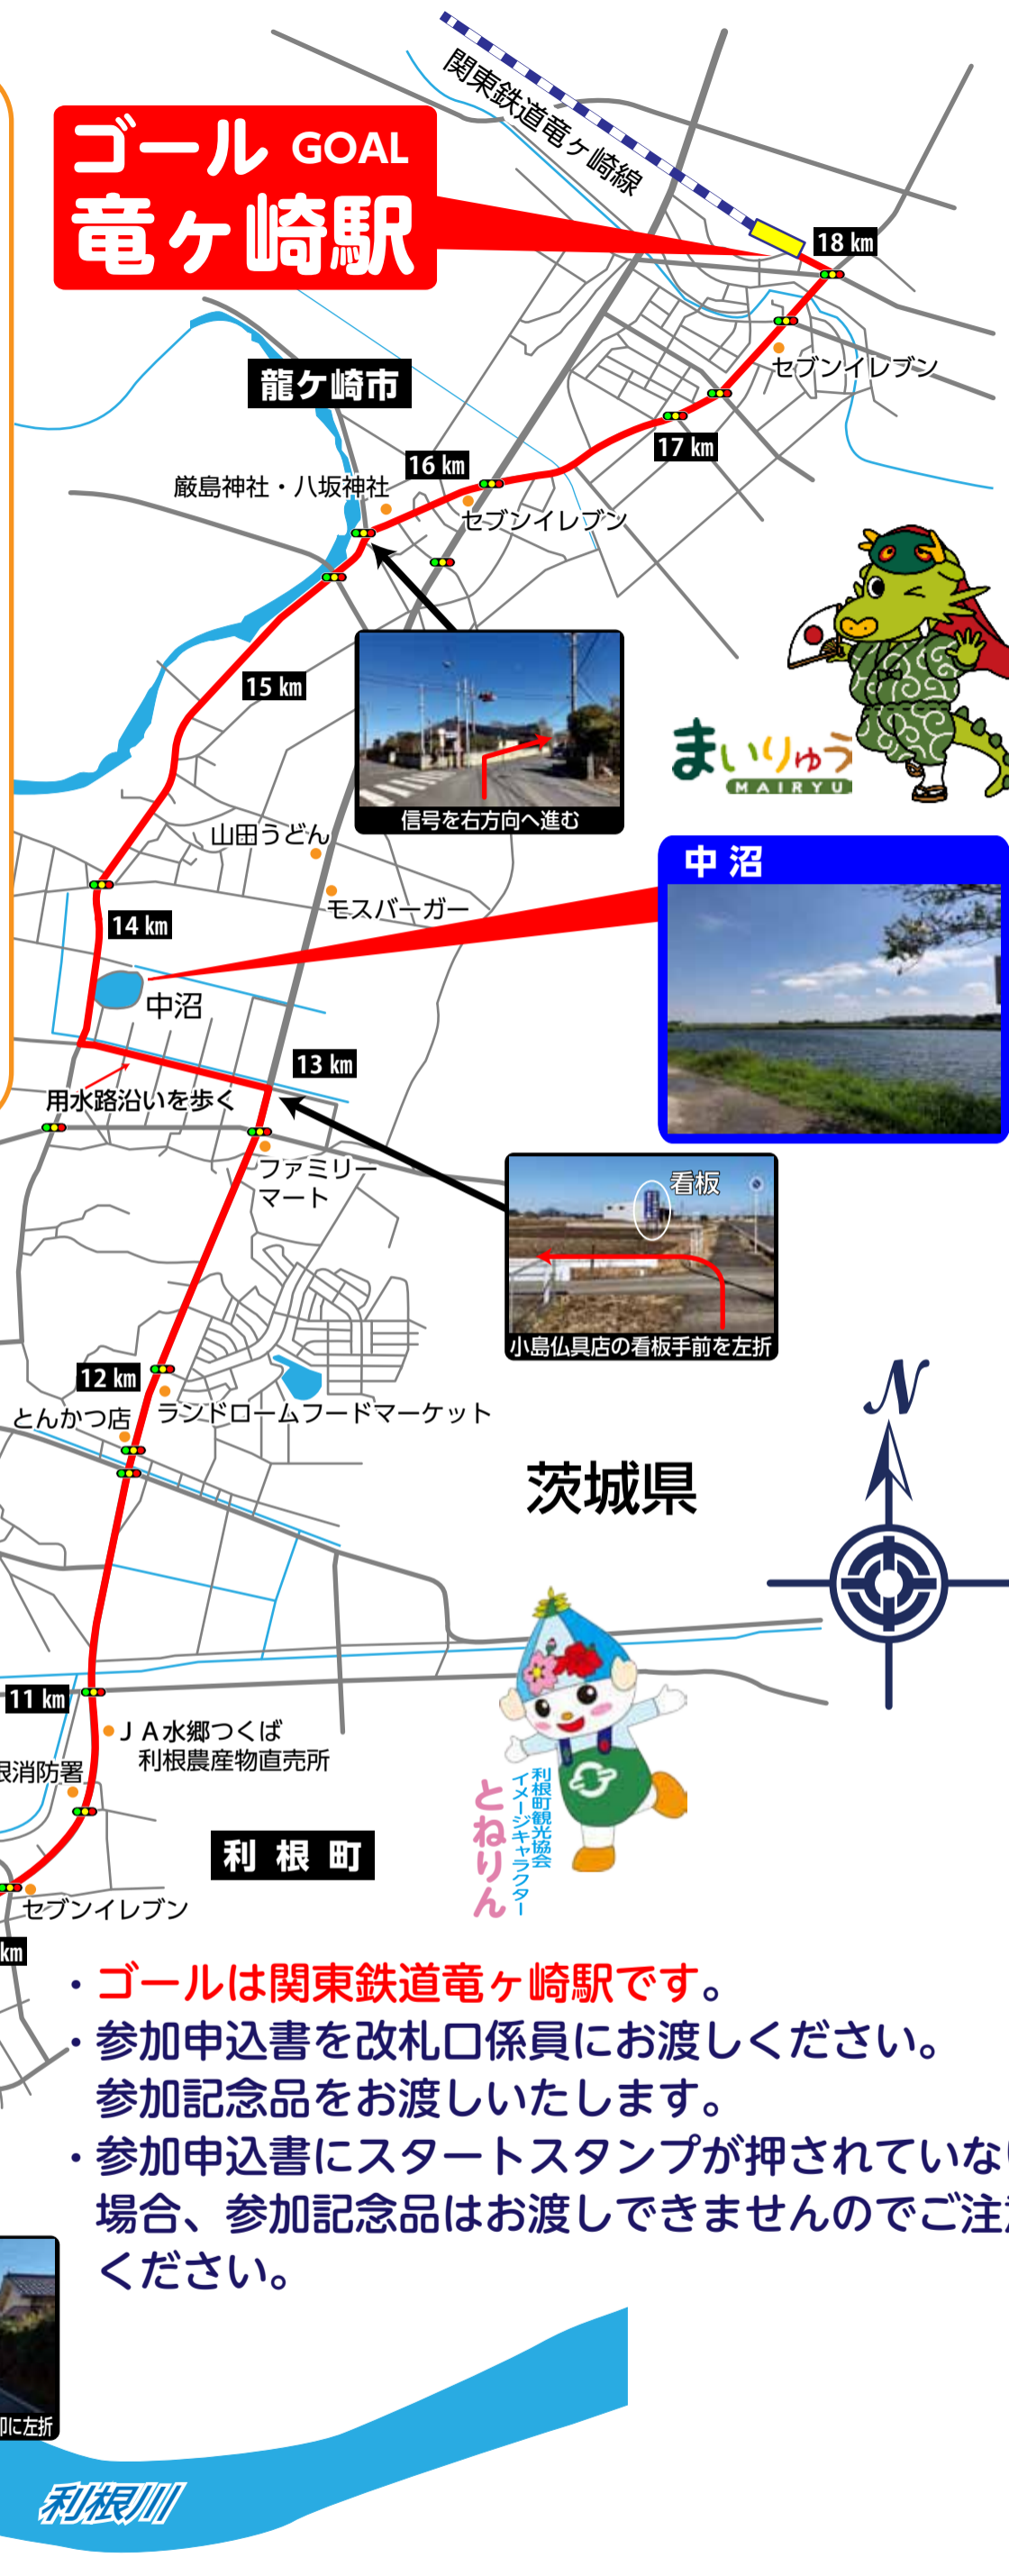 関東鉄道竜ヶ崎線
ゴール GOAL
竜ヶ崎駅
18 km
セブンイレブン
龍ケ崎市
17 km
16 km
厳島神社・八坂神社
セブンイレブン
15 km
信号を右方向へ進む
まいりゅう
MAIRYU
山田うどん
モスバーガー
中沼
14 km
中沼
13 km
用水路沿いを歩く
ファミリー
マート
看板
小島仏具店の看板手前を左折
12 km
とんかつ店
ランドロームフードマーケット
N
茨城県
11 km
ＪＡ水郷つくば
利根農産物直売所
根消防署
利根町観光協会
イメージキャラクター
とねりん
利根町
セブンイレブン
km
・ゴールは関東鉄道竜ヶ崎駅です。
・参加申込書を改札口係員にお渡しください。
参加記念品をお渡しいたします。
・参加申込書にスタートスタンプが押されていない
場合、参加記念品はお渡しできませんのでご注意
ください。
に左折
利根川